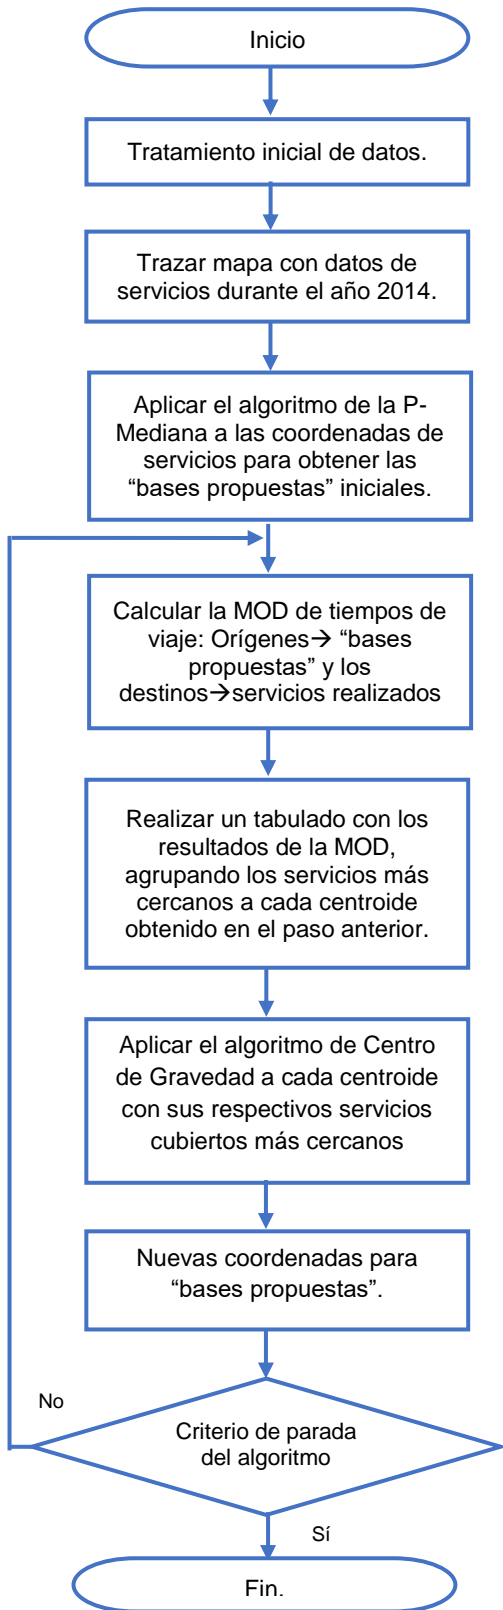 Inicio
Tratamiento inicial de datos.
Trazar mapa con datos de
servicios durante el año 2014.
Aplicar el algoritmo de la P-
Mediana a las coordenadas de
servicios para obtener las
“bases propuestas” iniciales.
Calcular la MOD de tiempos de
viaje: Orígenes→ “bases
propuestas” y los
destinos→servicios realizados
Realizar un tabulado con los
resultados de la MOD,
agrupando los servicios más
cercanos a cada centroide
obtenido en el paso anterior.
Aplicar el algoritmo de Centro
de Gravedad a cada centroide
con sus respectivos servicios
cubiertos más cercanos
Nuevas coordenadas para
“bases propuestas”.
No
Criterio de parada
del algoritmo
Sí
Fin.